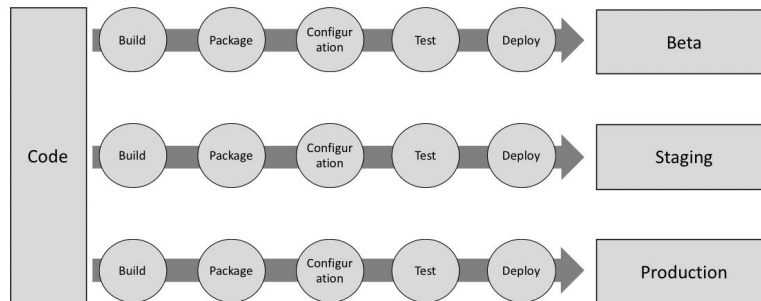 Code
Build
Package
Configur
ation
Test
Deploy
Beta
Build
Package
Configur
ation
Test
Deploy
Staging
Build
Package
Configur
ation
Test
Deploy
Production